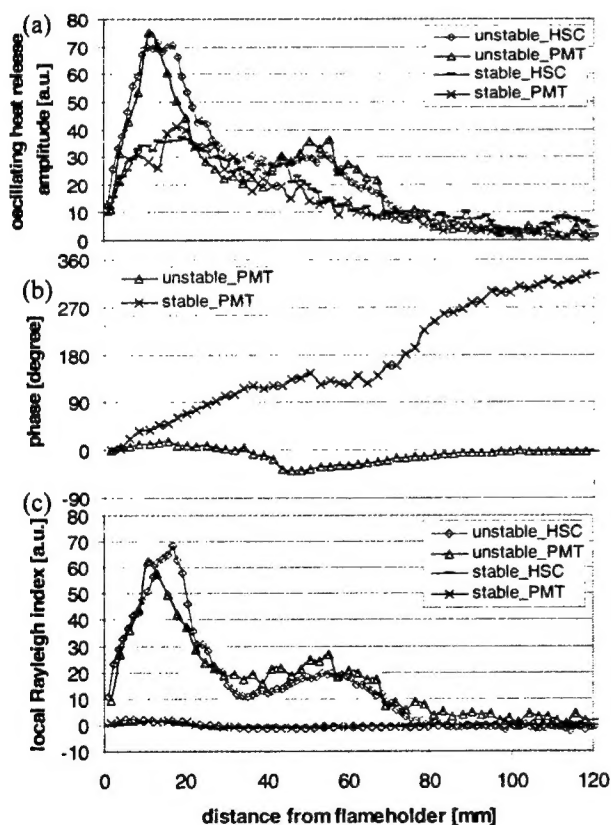 (a)
oscillating heat release
amplitude [a.u.]
80
70
60
50
40
30
20
10
0
unstable_HSC
unstable_PMT
stable_HSC
stable_PMT
(b)
phase [degree]
360
270
180
90
0
-90
unstable_PMT
stable_PMT
(c)
local Rayleigh index [a.u.]
80
70
60
50
40
30
20
10
0
-10
unstable_HSC
unstable_PMT
stable_HSC
stable_PMT
0
20
40
60
80
100
120
distance from flameholder [mm]